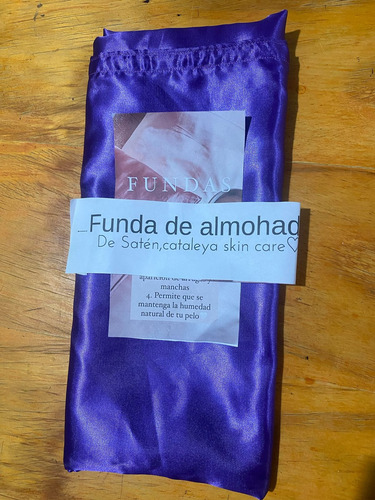 FUNDAS
_Funda de almohad
De Satén,cataleya skin care♡
manchas
4. Permite que se
mantenga la humedad
natural de tu pelo